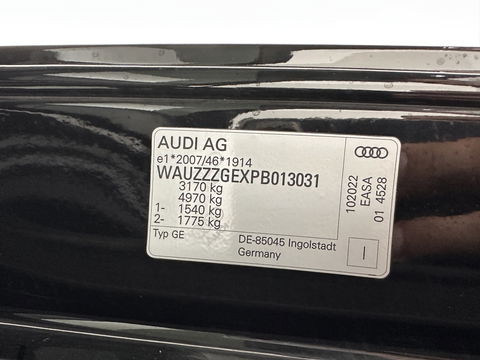 AUDI AG
e1*2007/46*1914
WAUZZZGEXPB013031
3170 kg
4970 kg
1- 1540 kg
2- 1775 kg
Typ GE
DE-85045 Ingolstadt
Germany
I
102022
EASA
01 4528